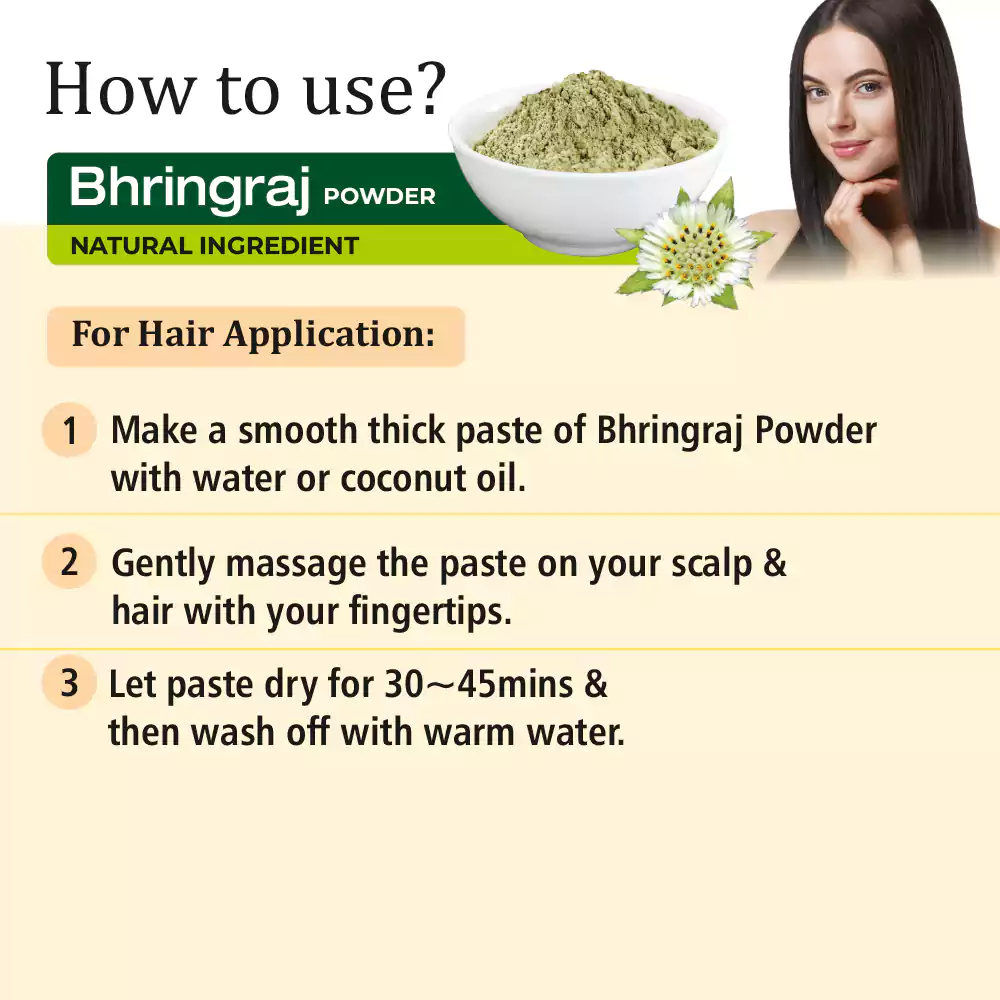 How to use?
Bhringraj POWDER
NATURAL INGREDIENT
For Hair Application:
1 Make a smooth thick paste of Bhringraj Powder
with water or coconut oil.
2 Gently massage the paste on your scalp &
hair with your fingertips.
3 Let paste dry for 30~45mins &
then wash off with warm water.